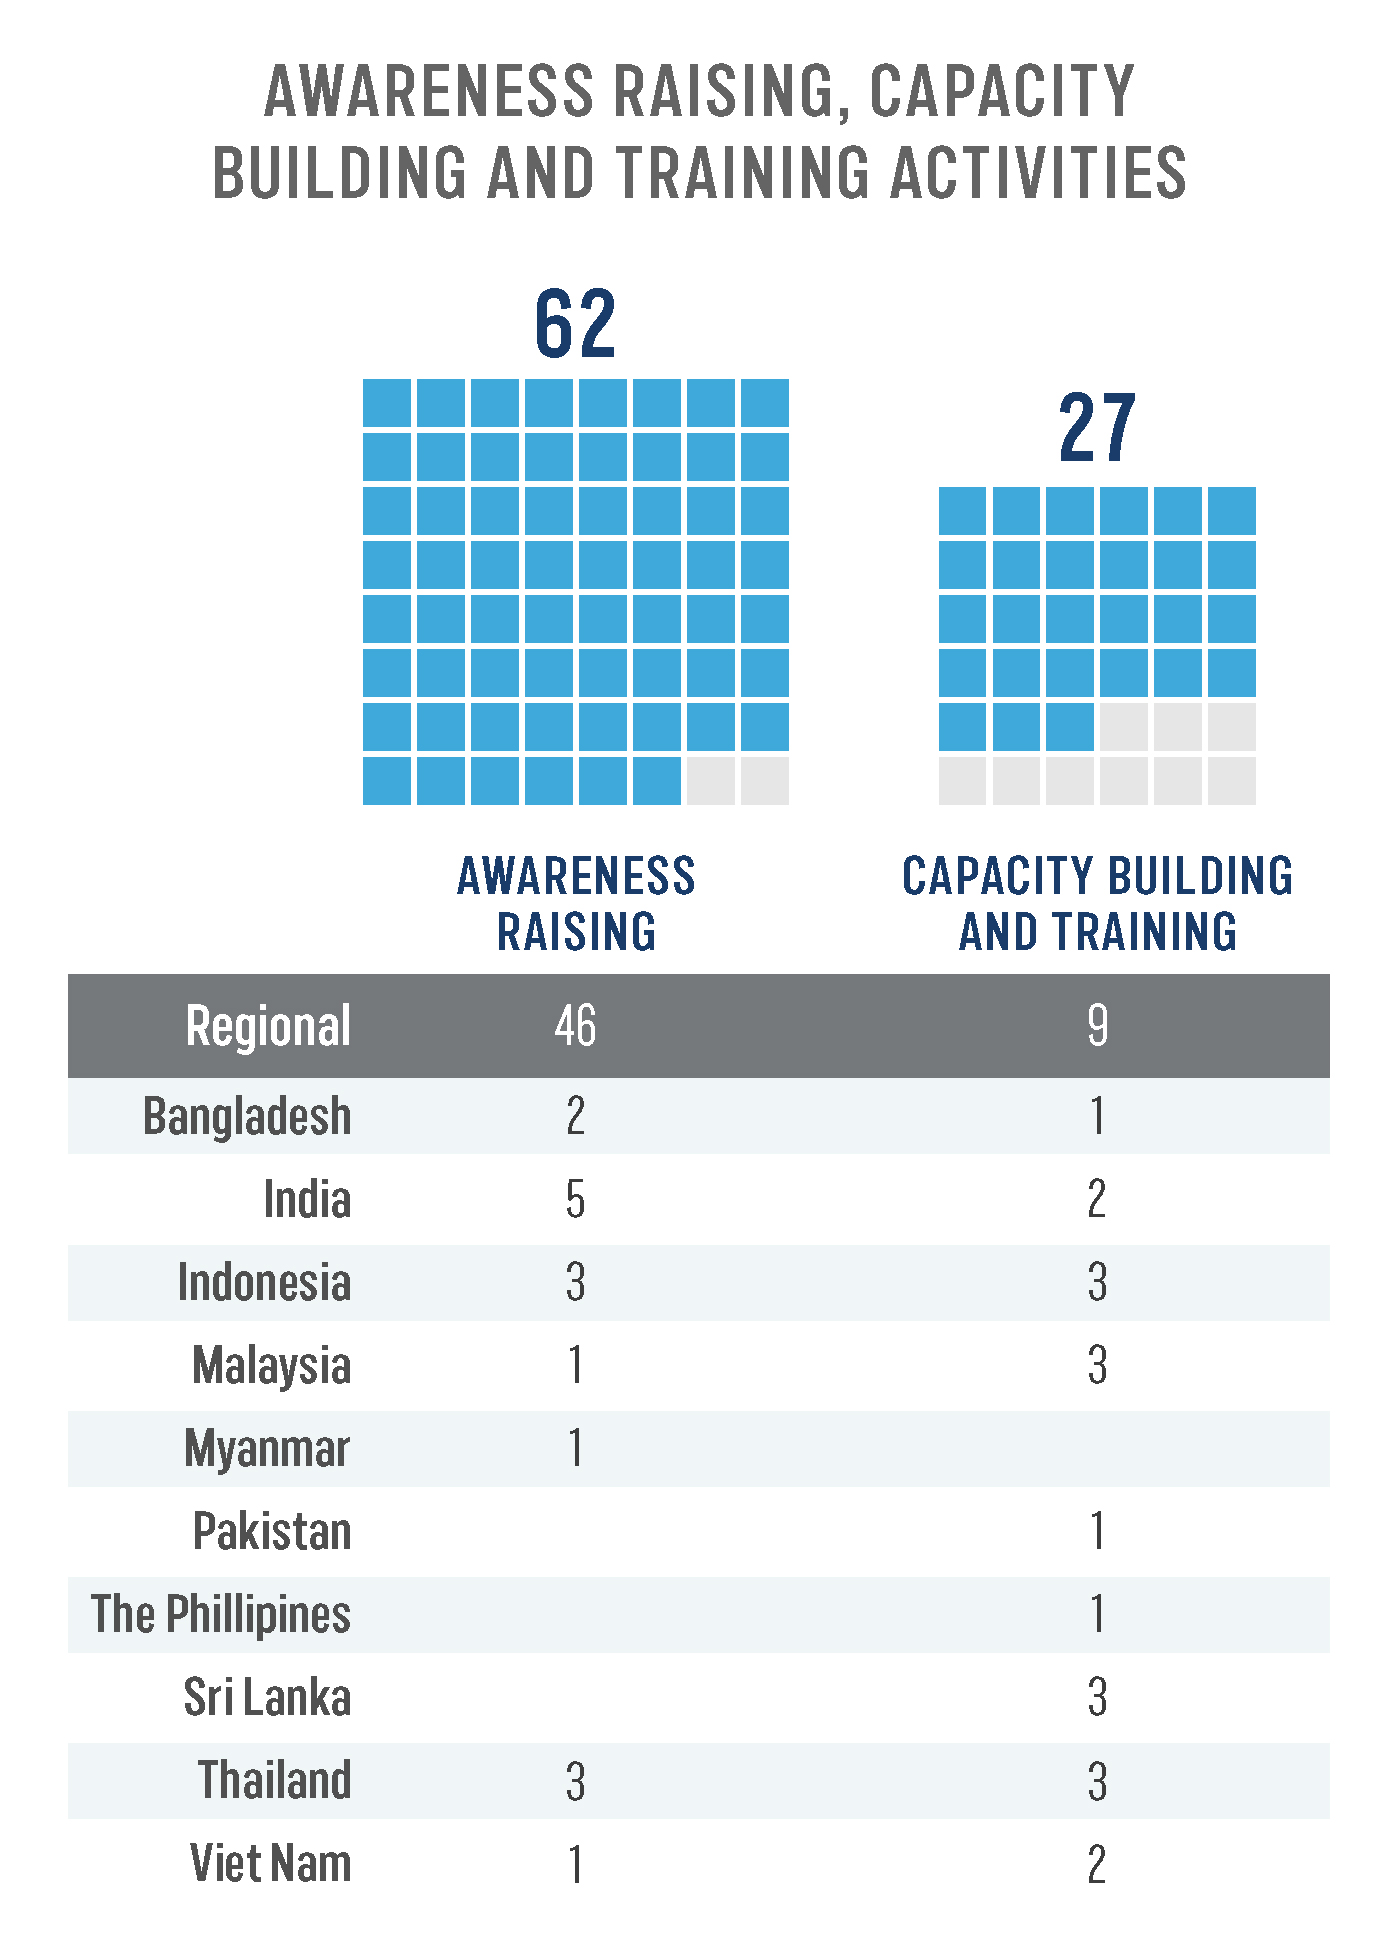 AWARENESS RAISING, CAPACITY
BUILDING AND TRAINING ACTIVITIES
62
27
AWARENESS
RAISING
CAPACITY BUILDING
AND TRAINING
Regional 46 9
Bangladesh 2 1
India 5 2
Indonesia 3 3
Malaysia 1 3
Myanmar 1
Pakistan 1
The Phillipines 1
Sri Lanka 3
Thailand 3 3
Viet Nam 1 2